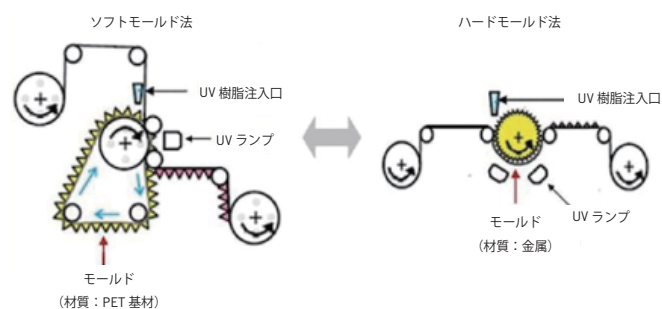 ソフトモールド法
UV 樹脂注入口
UV ランプ
モールド
(材質：PET 基材)
ハードモールド法
UV 樹脂注入口
UV ランプ
モールド
(材質：金属)